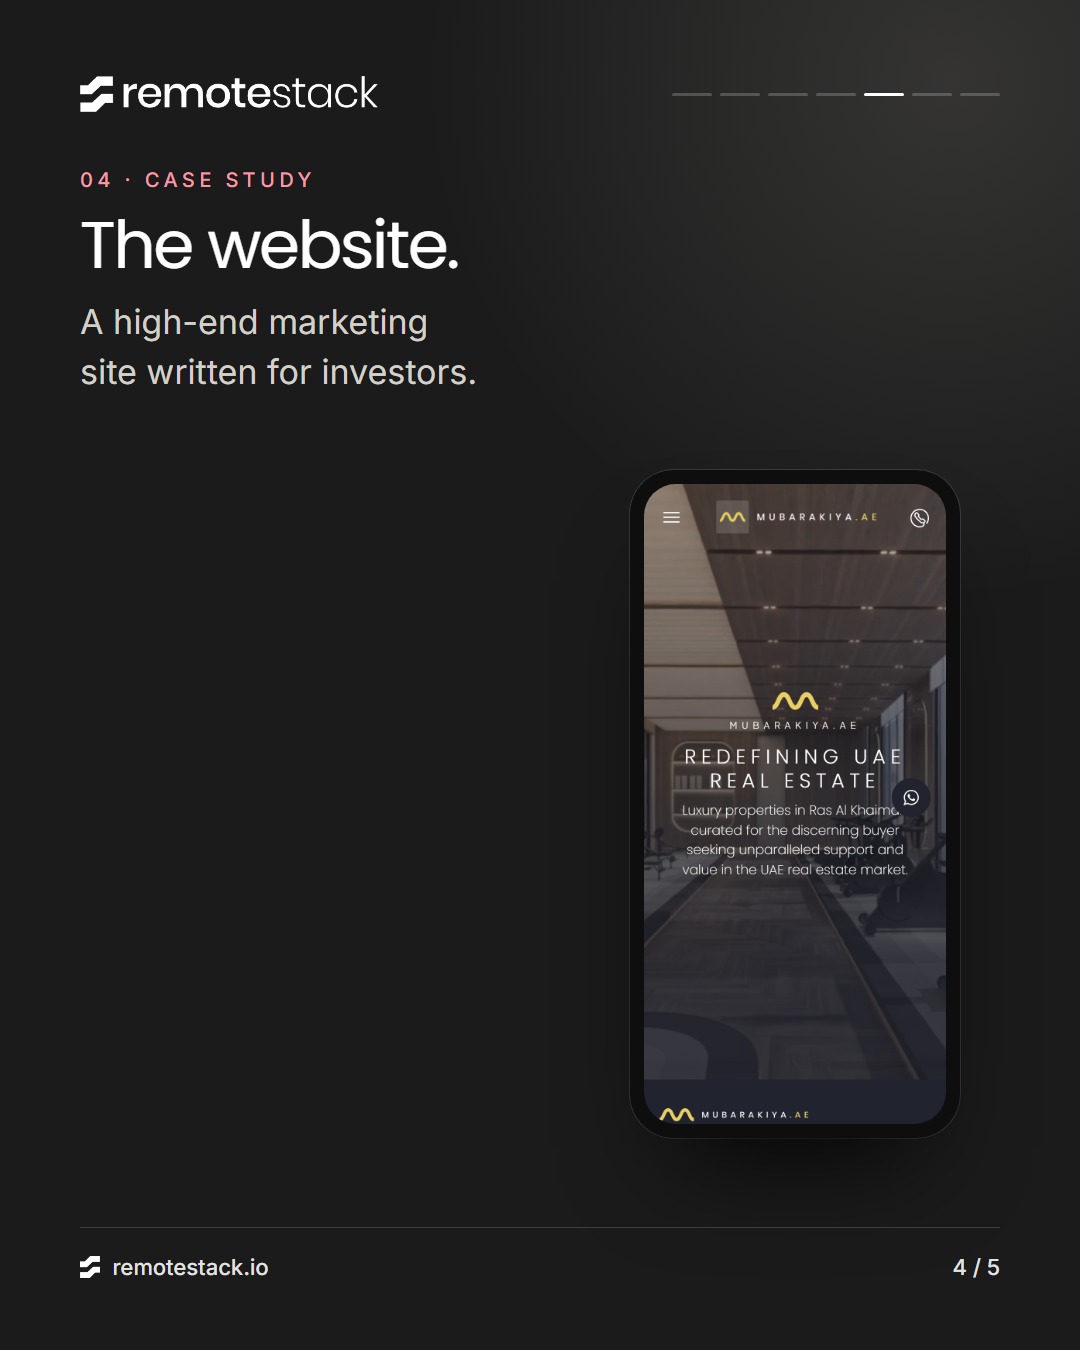 remotestack
04 · CASE STUDY
The website.
A high-end marketing
site written for investors.
MUBARAKIYA.AE
MUBARAKIYA.AE
REDEFINING UAE
REAL ESTATE
Luxury properties in Ras Al Khaima
curated for the discerning buyer
seeking unparalleled support and
value in the UAE real estate market.
MUBARAKIYA.AE
remotestack.io
4 / 5